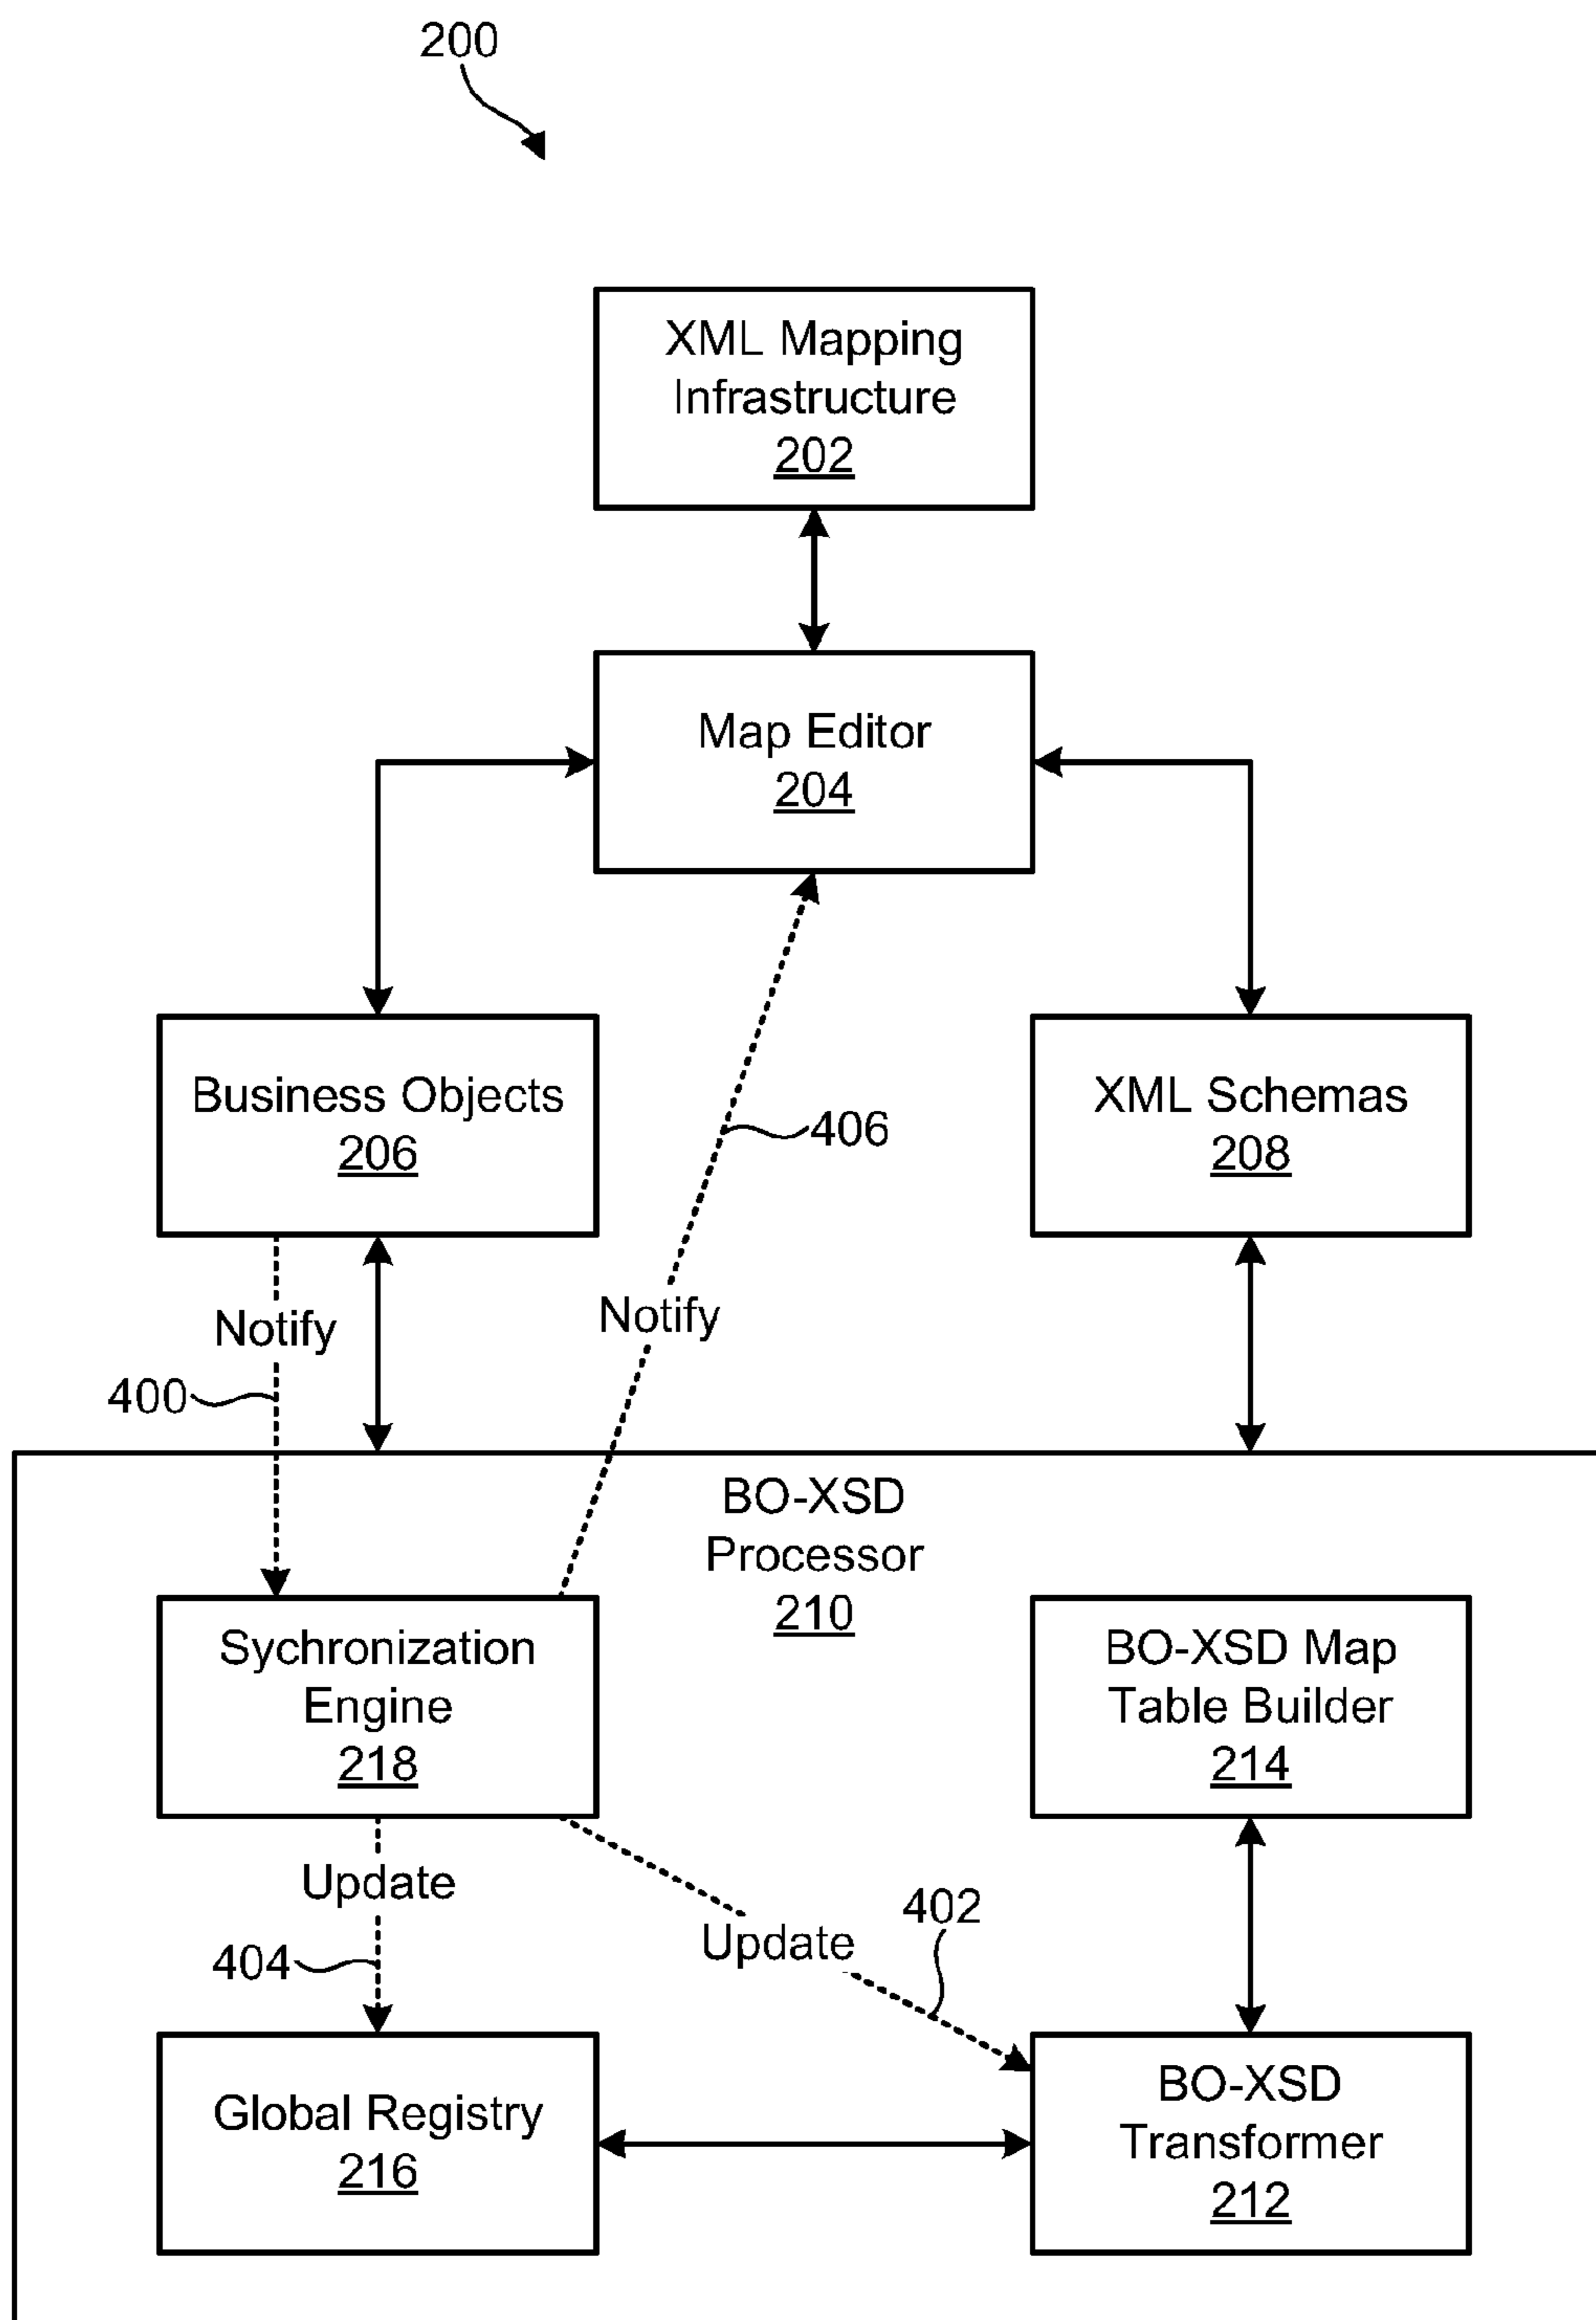 200
XML Mapping
Infrastructure
202
Map Editor
204
Business Objects
206
XML Schemas
208
406
Notify
Notify
400
BO-XSD
Processor
210
Sychronization
Engine
218
BO-XSD Map
Table Builder
214
Update
404
Update
402
Global Registry
216
BO-XSD
Transformer
212